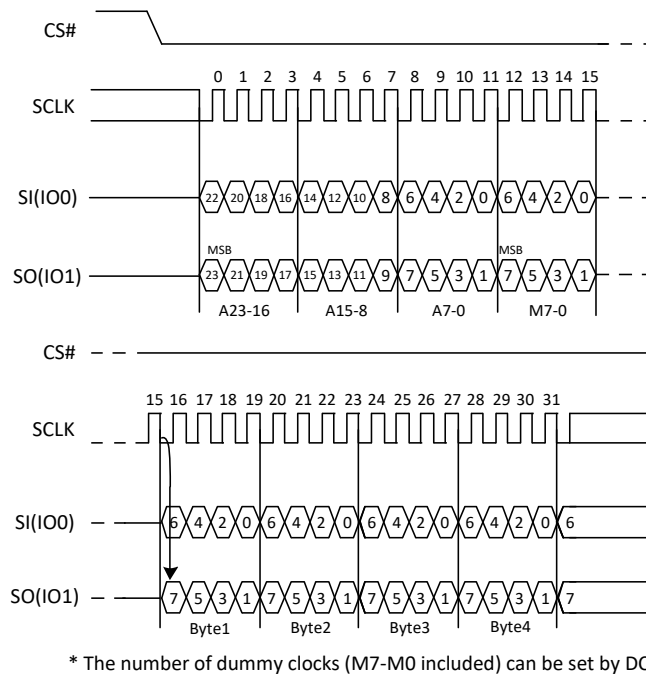 CS#
0 1 2 3 4 5 6 7 8 9 10 11 12 13 14 15
SCLK
SI(IO0) 22 20 18 16 14 12 10 8 6 4 2 0 6 4 2 0
MSB MSB
SO(IO1) 23 21 19 17 15 13 11 9 7 5 3 1 7 5 3 1
A23-16 A15-8 A7-0 M7-0
CS#
15 16 17 18 19 20 21 22 23 24 25 26 27 28 29 30 31
SCLK
SI(IO0) 6 4 2 0 6 4 2 0 6 4 2 0 6 4 2 0 6
SO(IO1) 7 5 3 1 7 5 3 1 7 5 3 1 7 5 3 1 7
Byte1 Byte2 Byte3 Byte4
* The number of dummy clocks (M7-M0 included) can be set by DC